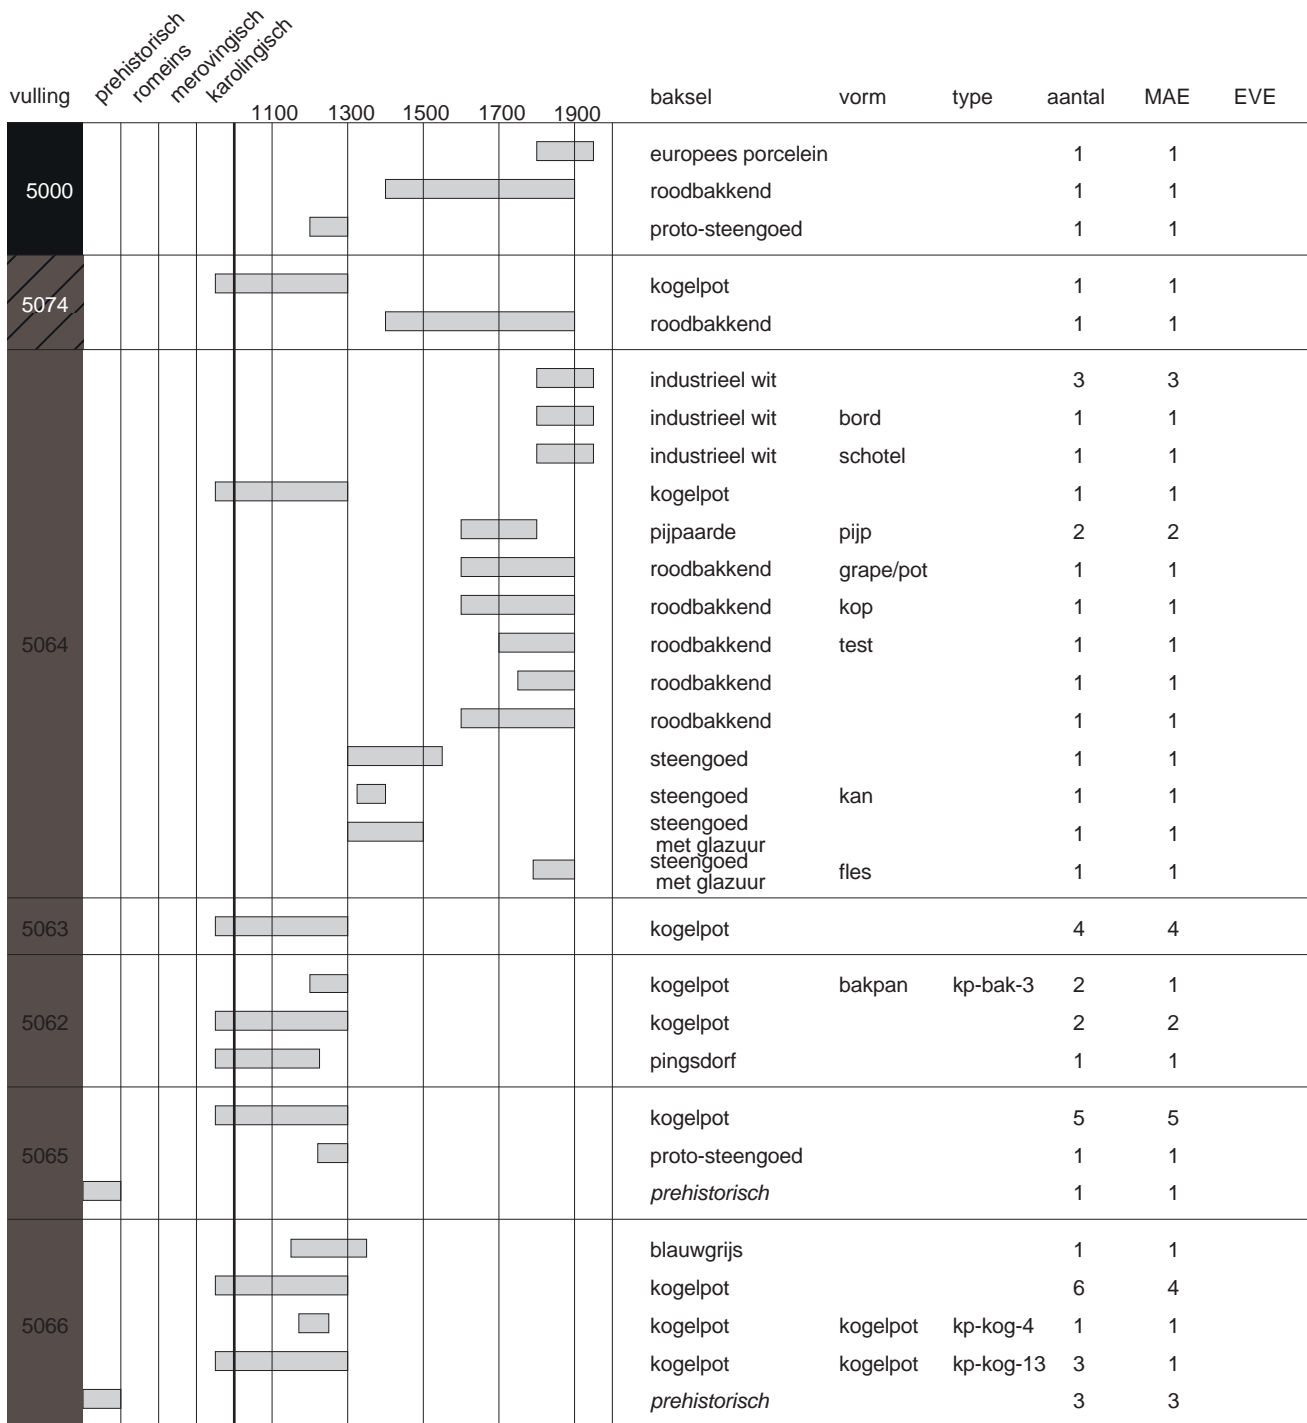 vulling prehistorisch romeins merovingisch karolingisch 1100 1300 1500 1700 1900 baksel vorm type aantal MAE EVE
europees porcelein 1 1
5000 roodbakkend 1 1
proto-steengoed 1 1
kogelpot 1 1
5074
roodbakkend 1 1
industrieel wit 3 3
industrieel wit bord 1 1
industrieel wit schotel 1 1
kogelpot 1 1
pijpaarde pijp 2 2
roodbakkend grape/pot 1 1
roodbakkend kop 1 1
5064 roodbakkend test 1 1
roodbakkend 1 1
roodbakkend 1 1
steengoed 1 1
steengoed kan 1 1
steengoed
met glazuur 1 1
steengoed
met glazuur fles 1 1
5063 kogelpot 4 4
kogelpot bakpan kp-bak-3 2 1
5062 kogelpot 2 2
pingsdorf 1 1
kogelpot 5 5
5065 proto-steengoed 1 1
prehistorisch 1 1
blauwgrijs 1 1
kogelpot 6 4
5066 kogelpot kogelpot kp-kog-4 1 1
kogelpot kogelpot kp-kog-13 3 1
prehistorisch 3 3